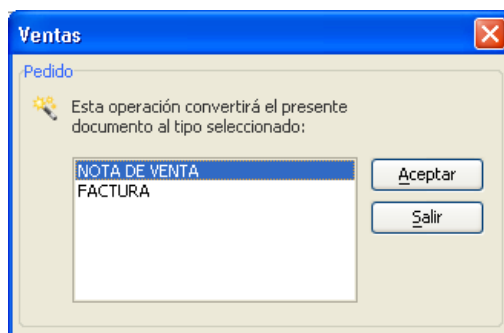 Ventas
Pedido
Esta operación convertirá el presente
documento al tipo seleccionado:
NOTA DE VENTA
FACTURA
Aceptar
Salir